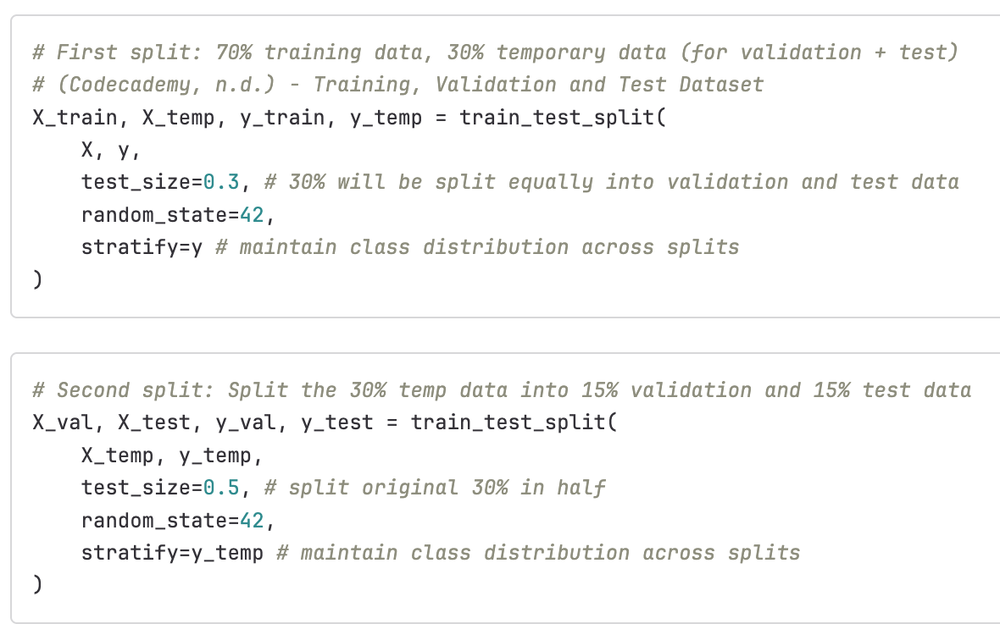 # First split: 70% training data, 30% temporary data (for validation + test)
# (Codecademy, n.d.) - Training, Validation and Test Dataset
X_train, X_temp, y_train, y_temp = train_test_split(
    X, y,
    test_size=0.3, # 30% will be split equally into validation and test data
    random_state=42,
    stratify=y # maintain class distribution across splits
)
# Second split: Split the 30% temp data into 15% validation and 15% test data
X_val, X_test, y_val, y_test = train_test_split(
    X_temp, y_temp,
    test_size=0.5, # split original 30% in half
    random_state=42,
    stratify=y_temp # maintain class distribution across splits
)